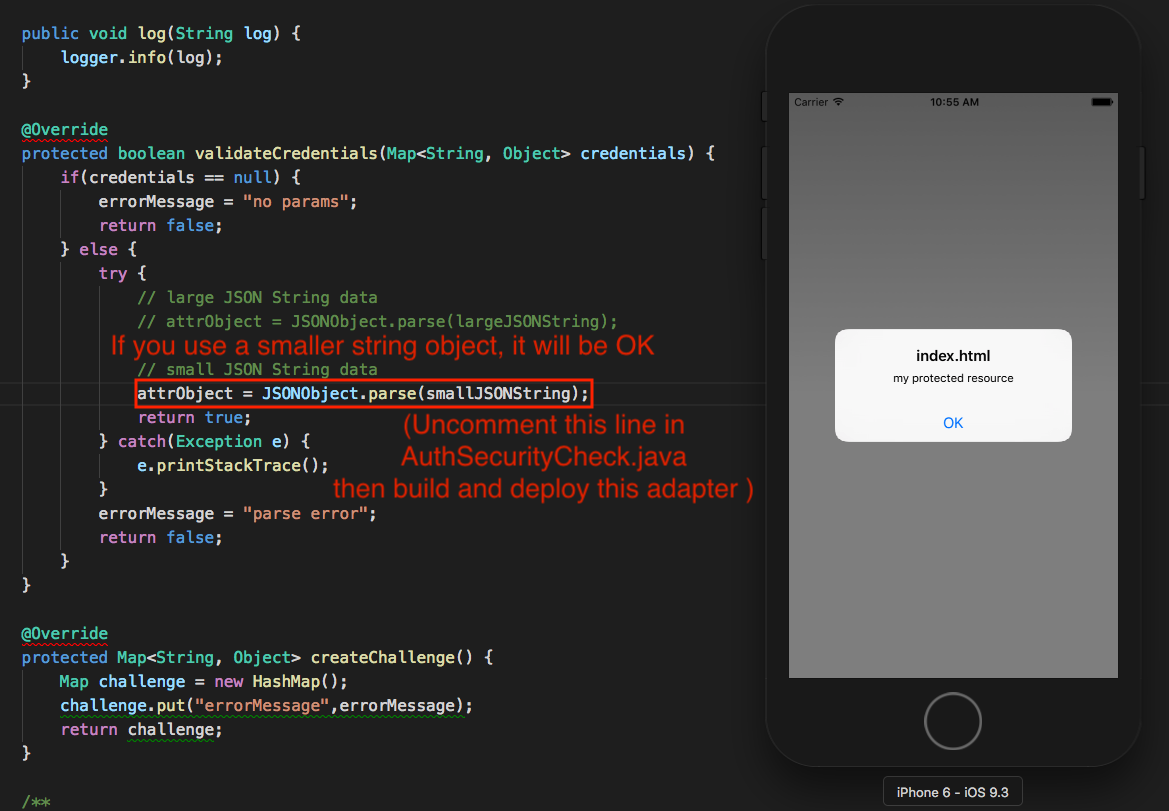 public void log(String log) {
logger.info(log);
}
@Override
protected boolean validateCredentials(Map<String, Object> credentials) {
if(credentials == null) {
errorMessage = "no params";
return false;
} else {
try {
// large JSON String data
// attrObject = JSONObject.parse(largeJSONString);
If you use a smaller string object, it will be OK
// small JSON String data
attrObject = JSONObject.parse(smallJSONString);
return true;
(Uncomment this line in
} catch(Exception e) {
AuthSecurityCheck.java
e.printStackTrace();
then build and deploy this adapter )
}
errorMessage = "parse error";
return false;
}
}
@Override
protected Map<String, Object> createChallenge() {
Map challenge = new HashMap();
challenge.put("errorMessage",errorMessage);
return challenge;
}
/**
Carrier 10:55 AM
index.html
my protected resource
OK
iPhone 6 - iOS 9.3